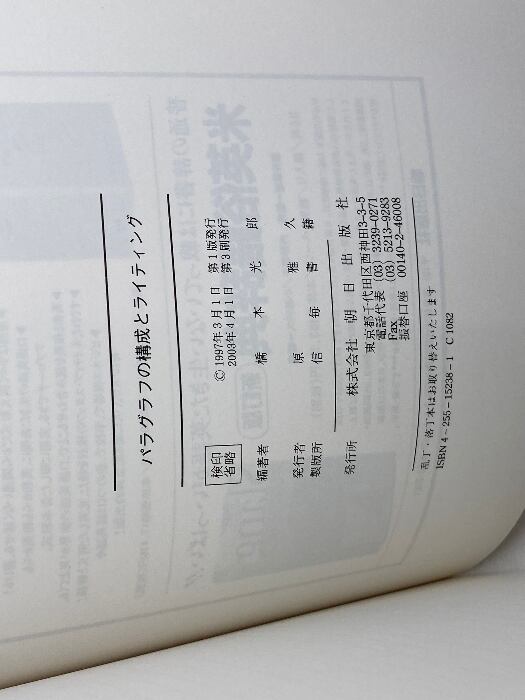 パラグラフの構成とライティング
© 1997年3月1日 第1版発行
2003年4月1日 第3刷発行
検印
省略
編著者 橋本光郎
発行者 原 雅久
製版所 信毎書籍
発行所 株式会社 朝日出版社
東京都千代田区西神田3-3-5
電話代表 (03) 3239-0271
Fax (03) 5213-9283
振替口座 00140-2-46008
乱丁・落丁本はお取り替えいたします
ISBN 4-255-15238-1 C 1082